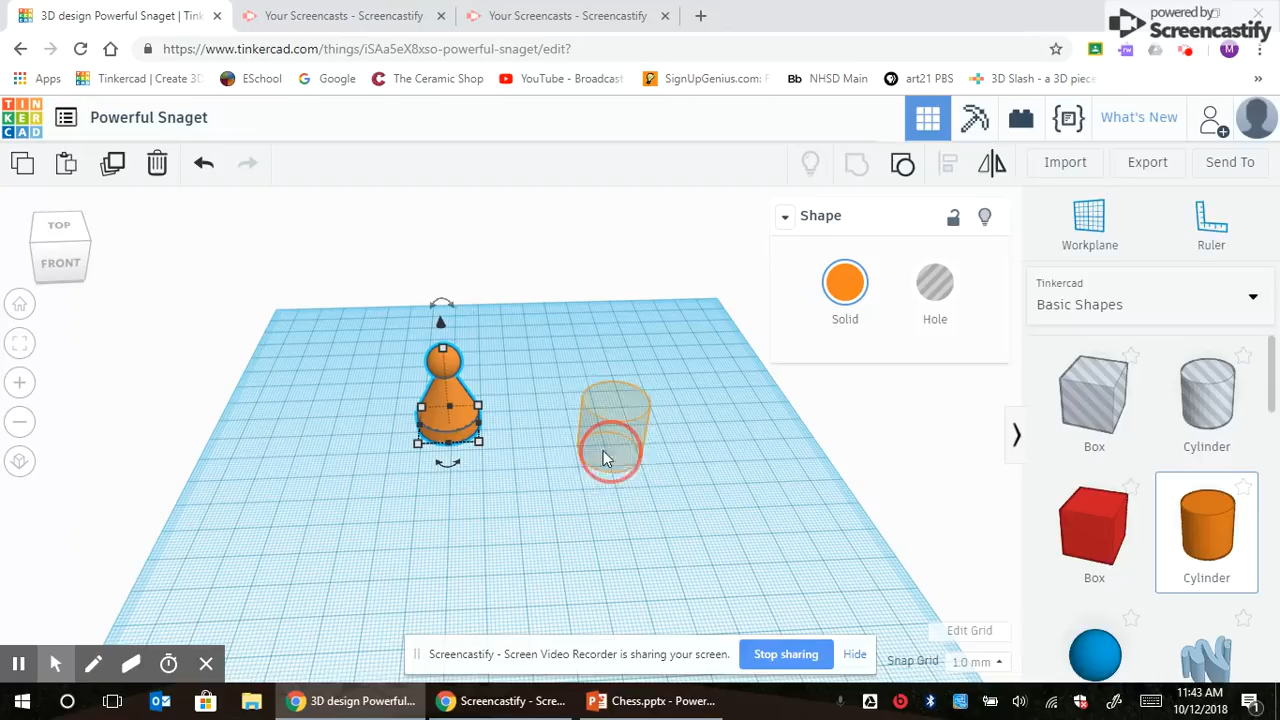 3D design Powerful Snaget | Tink
Your Screencasts - Screencastify
Your Screencasts - Screencastify
powered by
Screencastify
https://www.tinkercad.com/things/iSAa5eX8xso-powerful-snaget/edit?
M
Apps
Tinkercad | Create 3D
ESchool
Google
The Ceramic Shop
YouTube - Broadcast
SignUpGenius.com: F
Bb NHSD Main
art21 PBS
3D Slash - a 3D piece
»
TIN
KER
CAD
Powerful Snaget
What's New
Import
Export
Send To
TOP
FRONT
Shape
Solid
Hole
Workplane
Ruler
Tinkercad
Basic Shapes
Box
Cylinder
Box
Cylinder
Edit Grid
Snap Grid
1.0 mm
Screencastify - Screen Video Recorder is sharing your screen.
Stop sharing
Hide
3D design Powerful...
Screencastify - Scre...
Chess.pptx - Power...
11:43 AM
10/12/2018
1